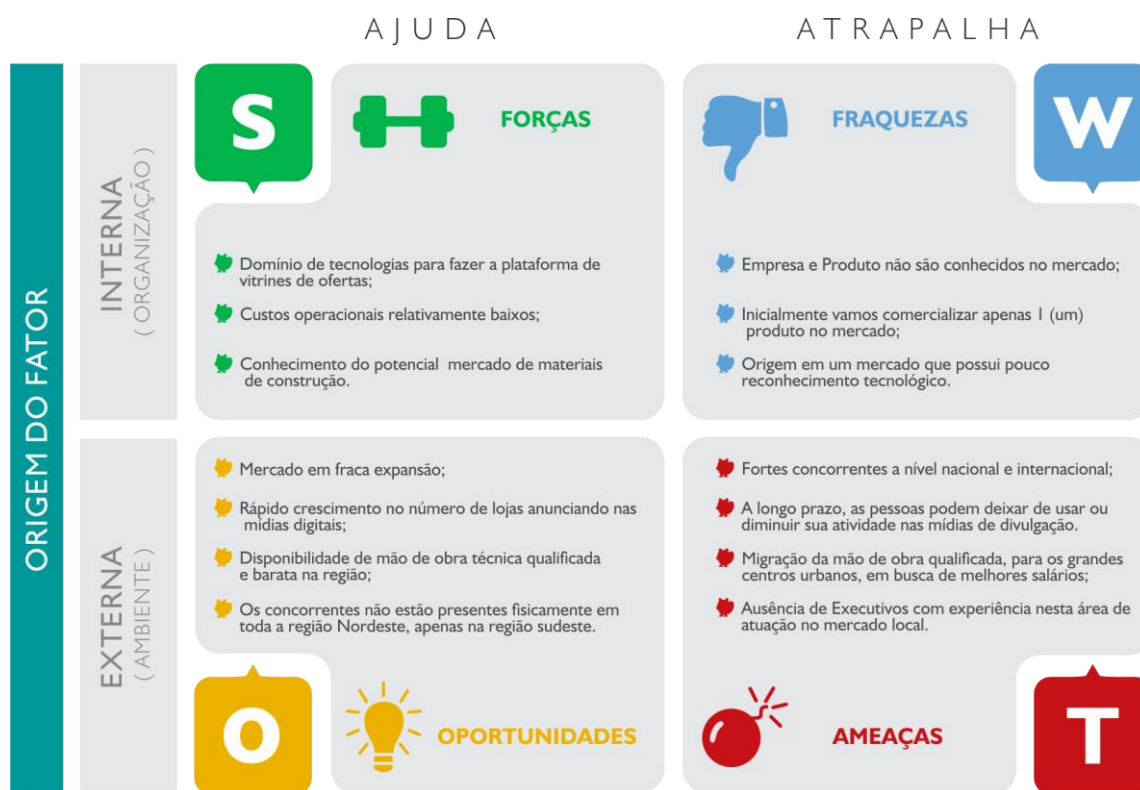 AJUDA
ATRAPALHA
ORIGEM DO FATOR
INTERNA
( ORGANIZAÇÃO )
S
FORÇAS
Domínio de tecnologias para fazer a plataforma de
vitrines de ofertas;
Custos operacionais relativamente baixos;
Conhecimento do potencial mercado de materiais
de construção.
FRAQUEZAS
W
Empresa e Produto não são conhecidos no mercado;
Inicialmente vamos comercializar apenas 1 (um)
produto no mercado;
Origem em um mercado que possui pouco
reconhecimento tecnológico.
EXTERNA
( AMBIENTE )
Mercado em fraca expansão;
Rápido crescimento no número de lojas anunciando nas
mídias digitais;
Disponibilidade de mão de obra técnica qualificada
e barata na região;
Os concorrentes não estão presentes fisicamente em
toda a região Nordeste, apenas na região sudeste.
O
OPORTUNIDADES
Fortes concorrentes a nível nacional e internacional;
A longo prazo, as pessoas podem deixar de usar ou
diminuir sua atividade nas mídias de divulgação.
Migração da mão de obra qualificada, para os grandes
centros urbanos, em busca de melhores salários;
Ausência de Executivos com experiência nesta área de
atuação no mercado local.
AMEAÇAS
T